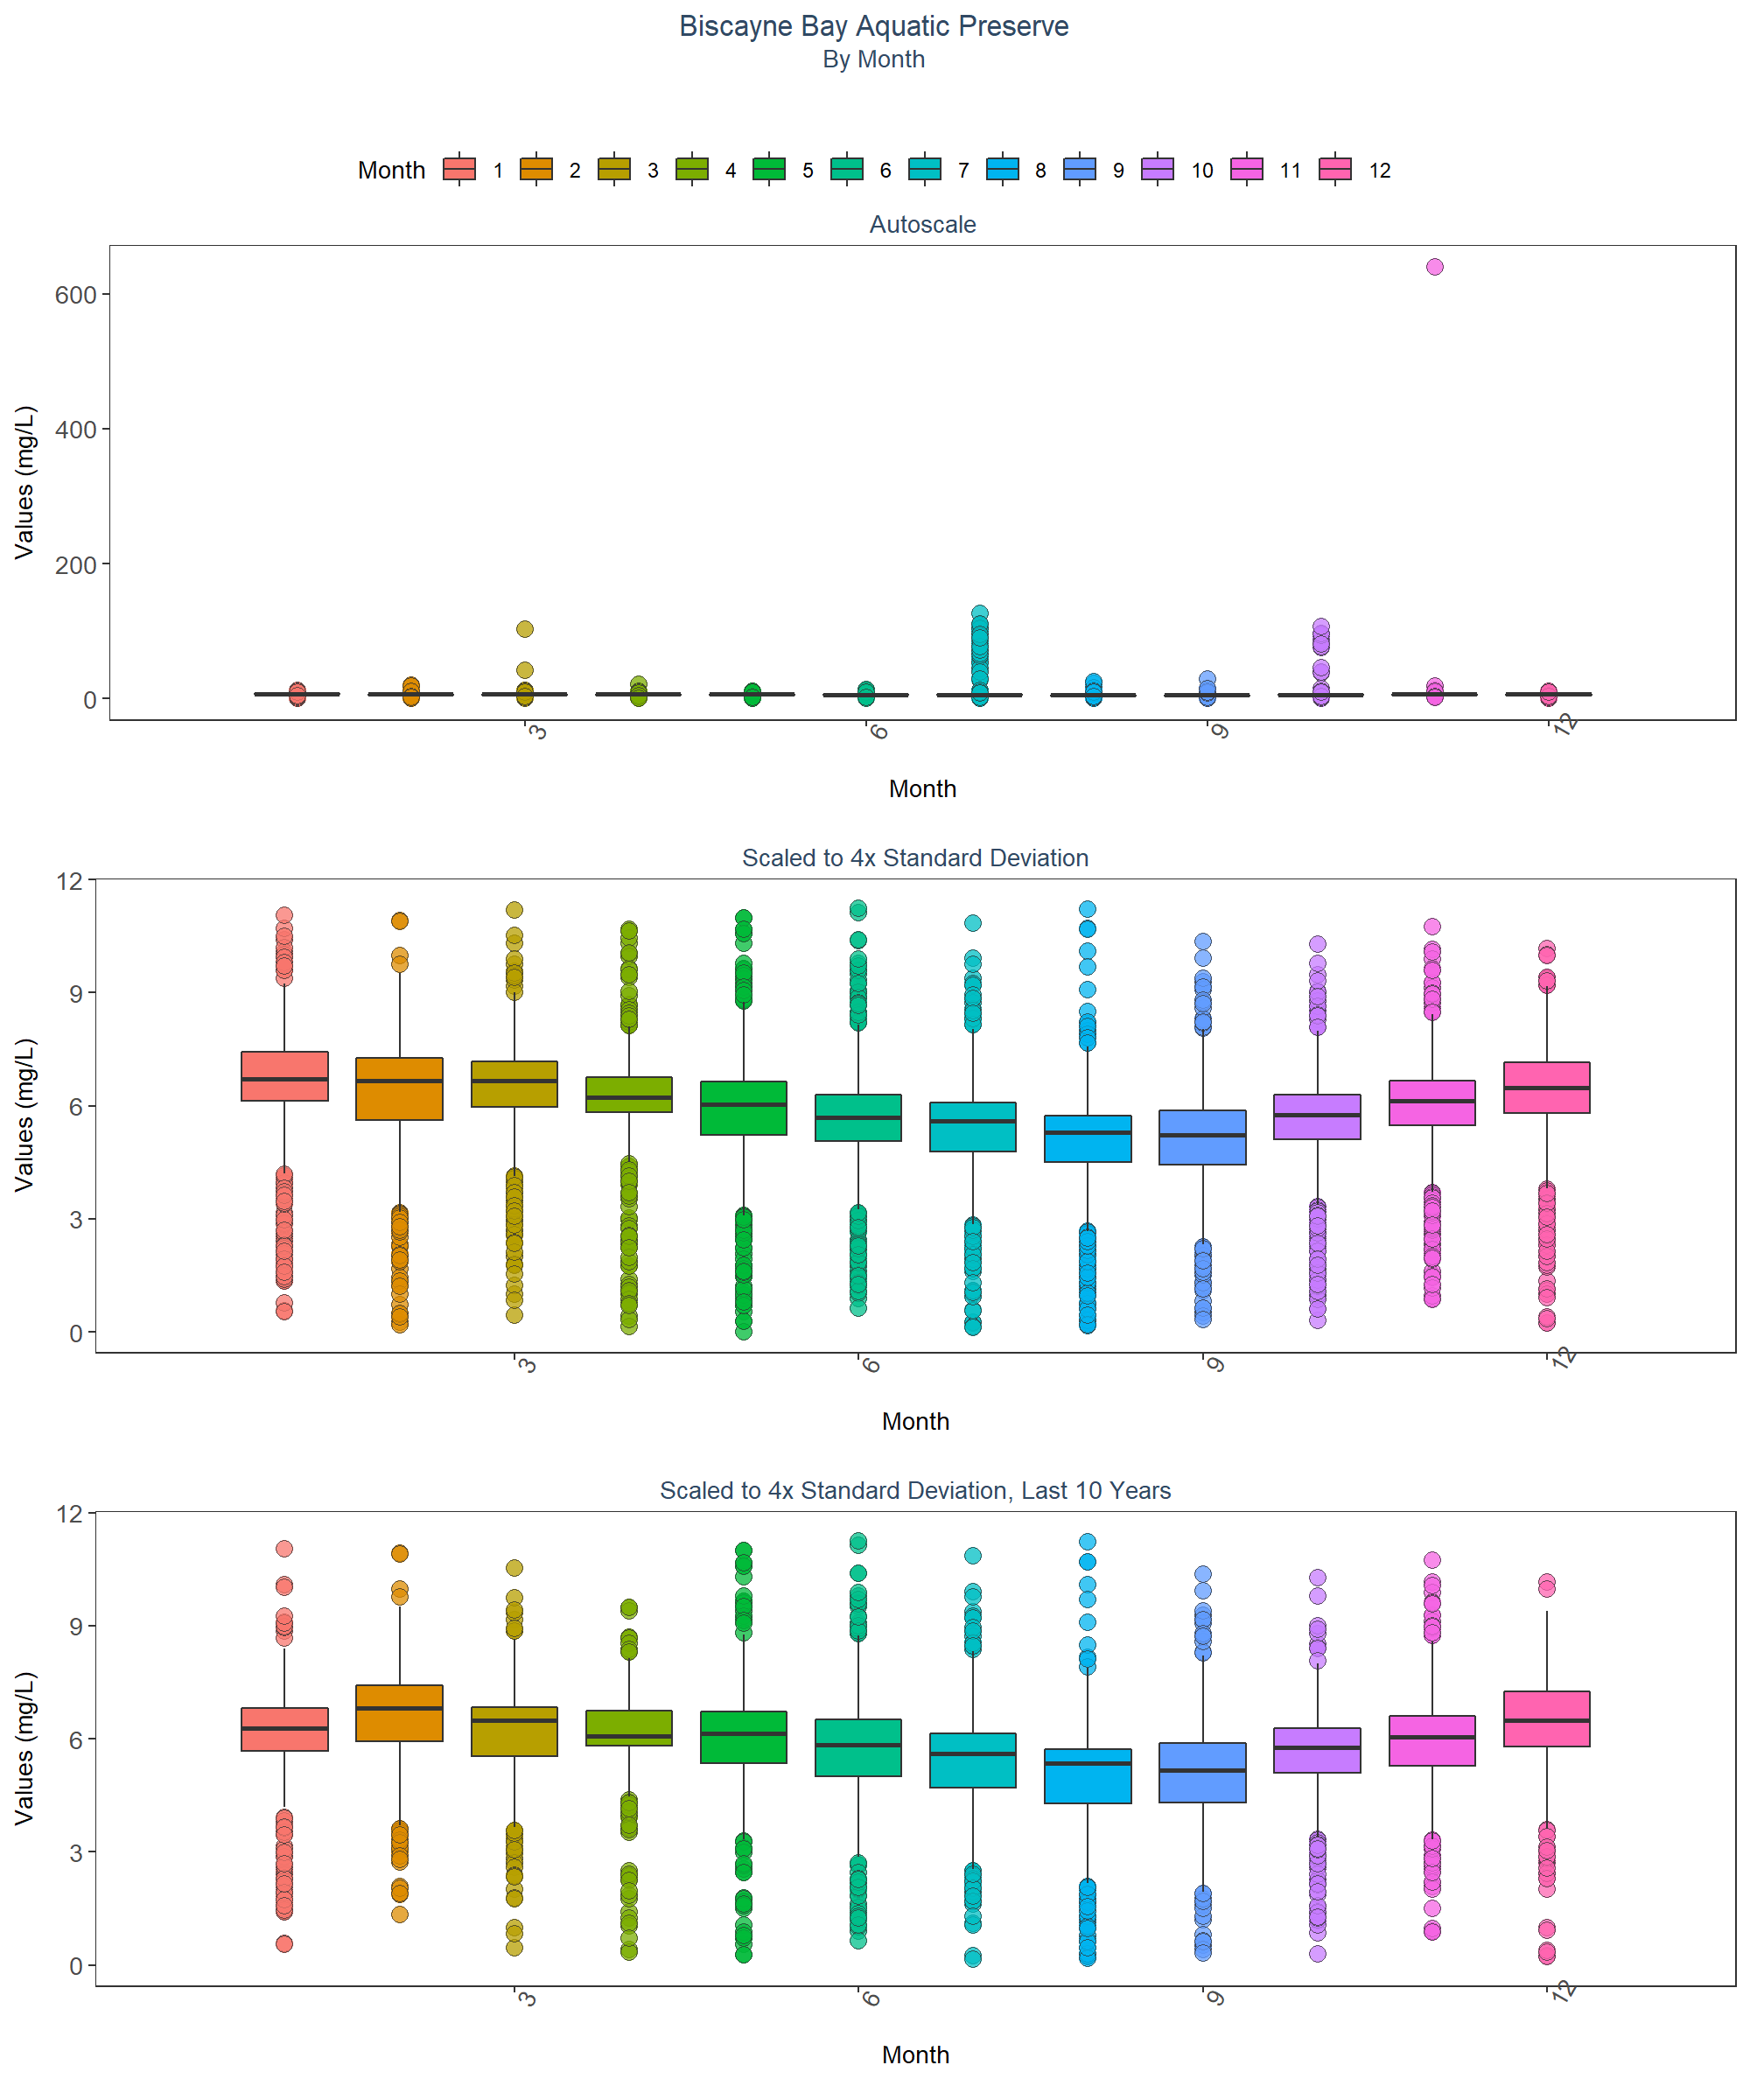 Biscayne Bay Aquatic Preserve
By Month
Month 1 2 3 4 5 6 7 8 9 10 11 12
Autoscale
600
400
200
0
Values (mg/L)
3 6 9 12
Month
Scaled to 4x Standard Deviation
12
9
6
3
0
Values (mg/L)
3 6 9 12
Month
Scaled to 4x Standard Deviation, Last 10 Years
12
9
6
3
0
Values (mg/L)
3 6 9 12
Month